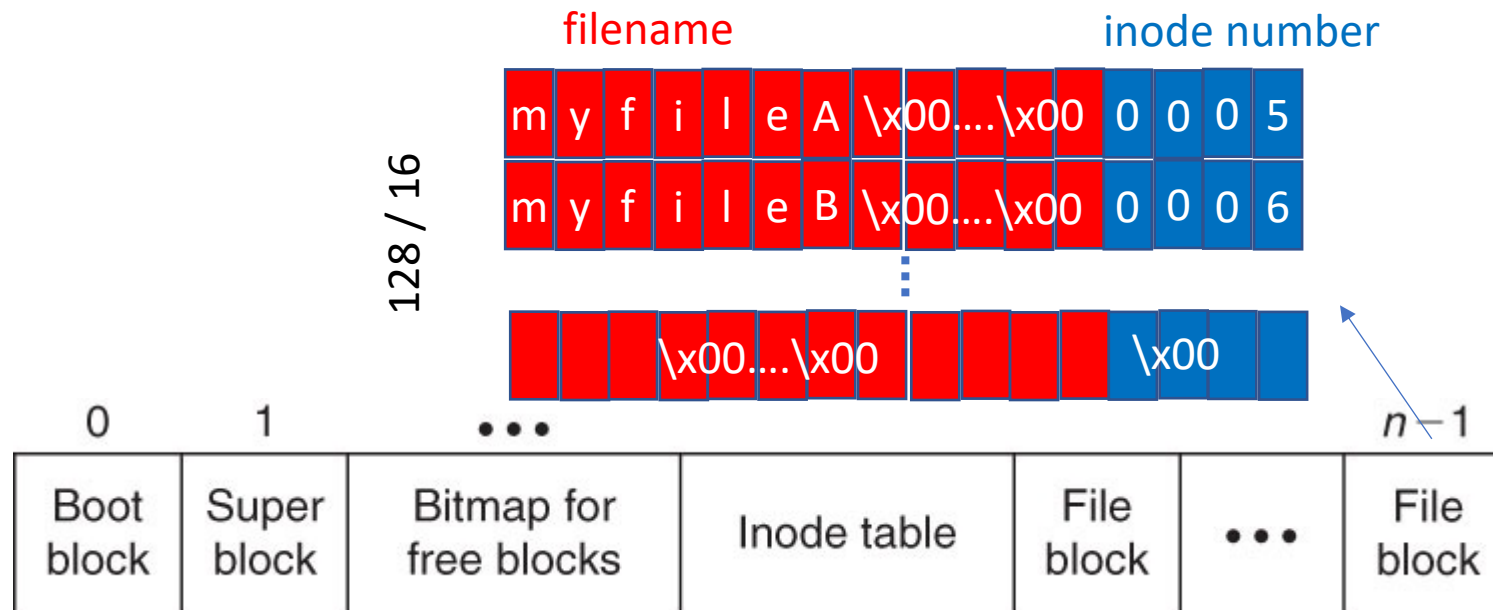 filename inode number
m y f i l e A \x00....\x00 0 0 0 5
m y f i l e B \x00....\x00 0 0 0 6
128 / 16
\x00....\x00 \x00
0 1 ••• n – 1
Boot block
Super block
Bitmap for free blocks
Inode table
File block
•••
File block